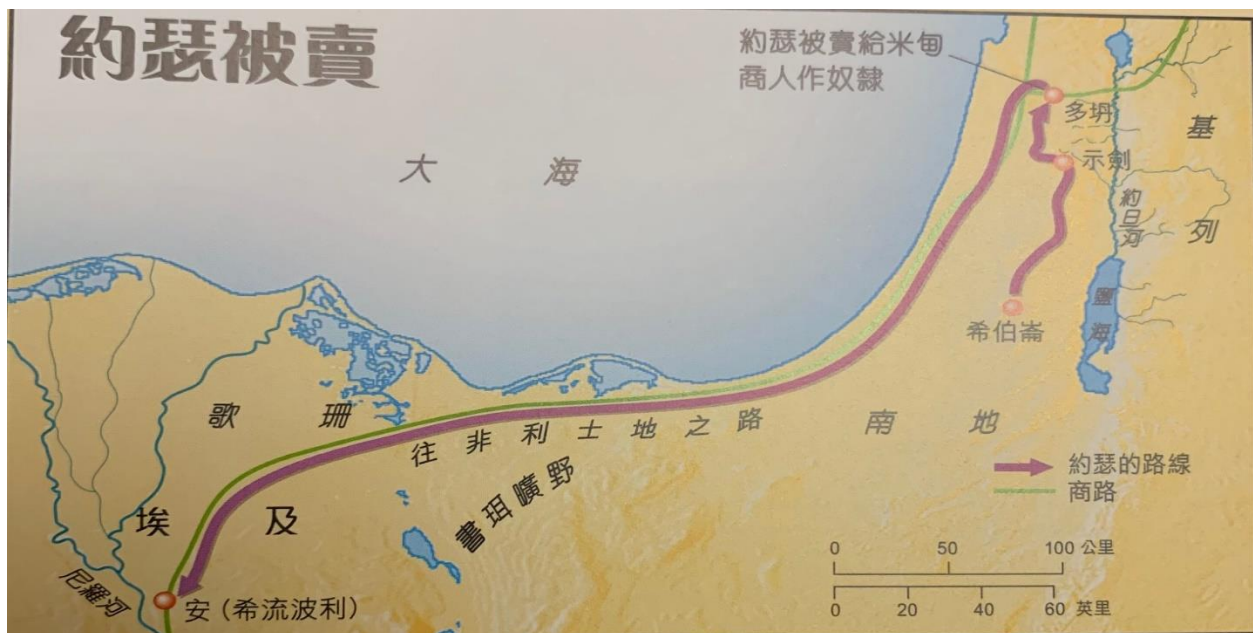 約瑟被賣
約瑟被賣給米甸
商人作奴隸
多坍
基列
示劍
大海
約旦河
鹽海
希伯崙
歌珊
往非利士地之路
南地
書珥曠野
約瑟的路線
商路
埃及
0 50 100 公里
0 20 40 60 英里
尼羅河
安（希流波利）